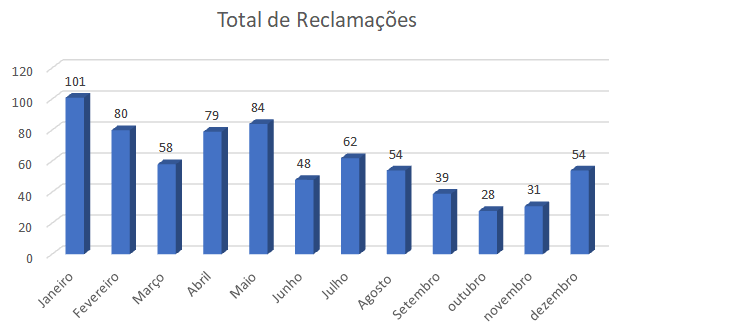 Total de Reclamações
120
100
80
60
40
20
0
101
80
58
79
84
48
62
54
39
28
31
54
Janeiro
Fevereiro
Março
Abril
Maio
Junho
Julho
Agosto
Setembro
outubro
novembro
dezembro